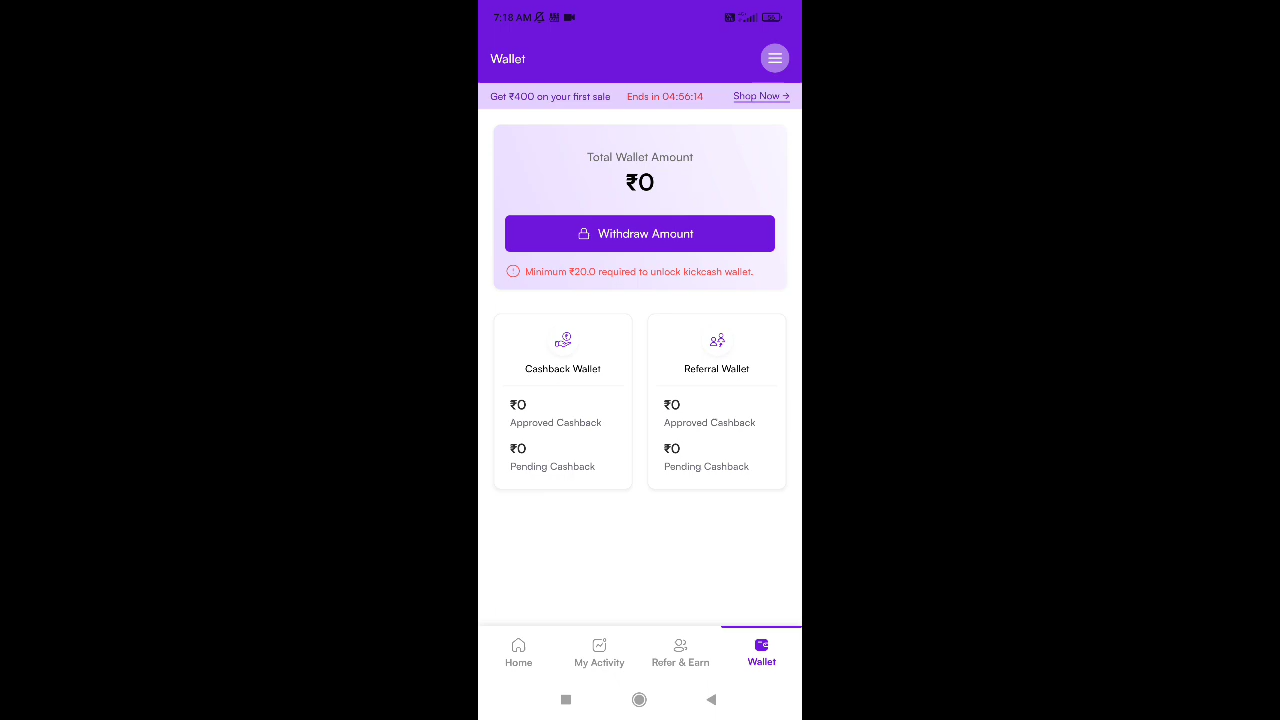 7:18 AM
Wallet
Get ₹400 on your first sale Ends in 04:56:14 Shop Now →
Total Wallet Amount
₹0
Withdraw Amount
Minimum ₹20.0 required to unlock kickcash wallet.
Cashback Wallet
₹0
Approved Cashback
₹0
Pending Cashback
Referral Wallet
₹0
Approved Cashback
₹0
Pending Cashback
Home My Activity Refer & Earn Wallet